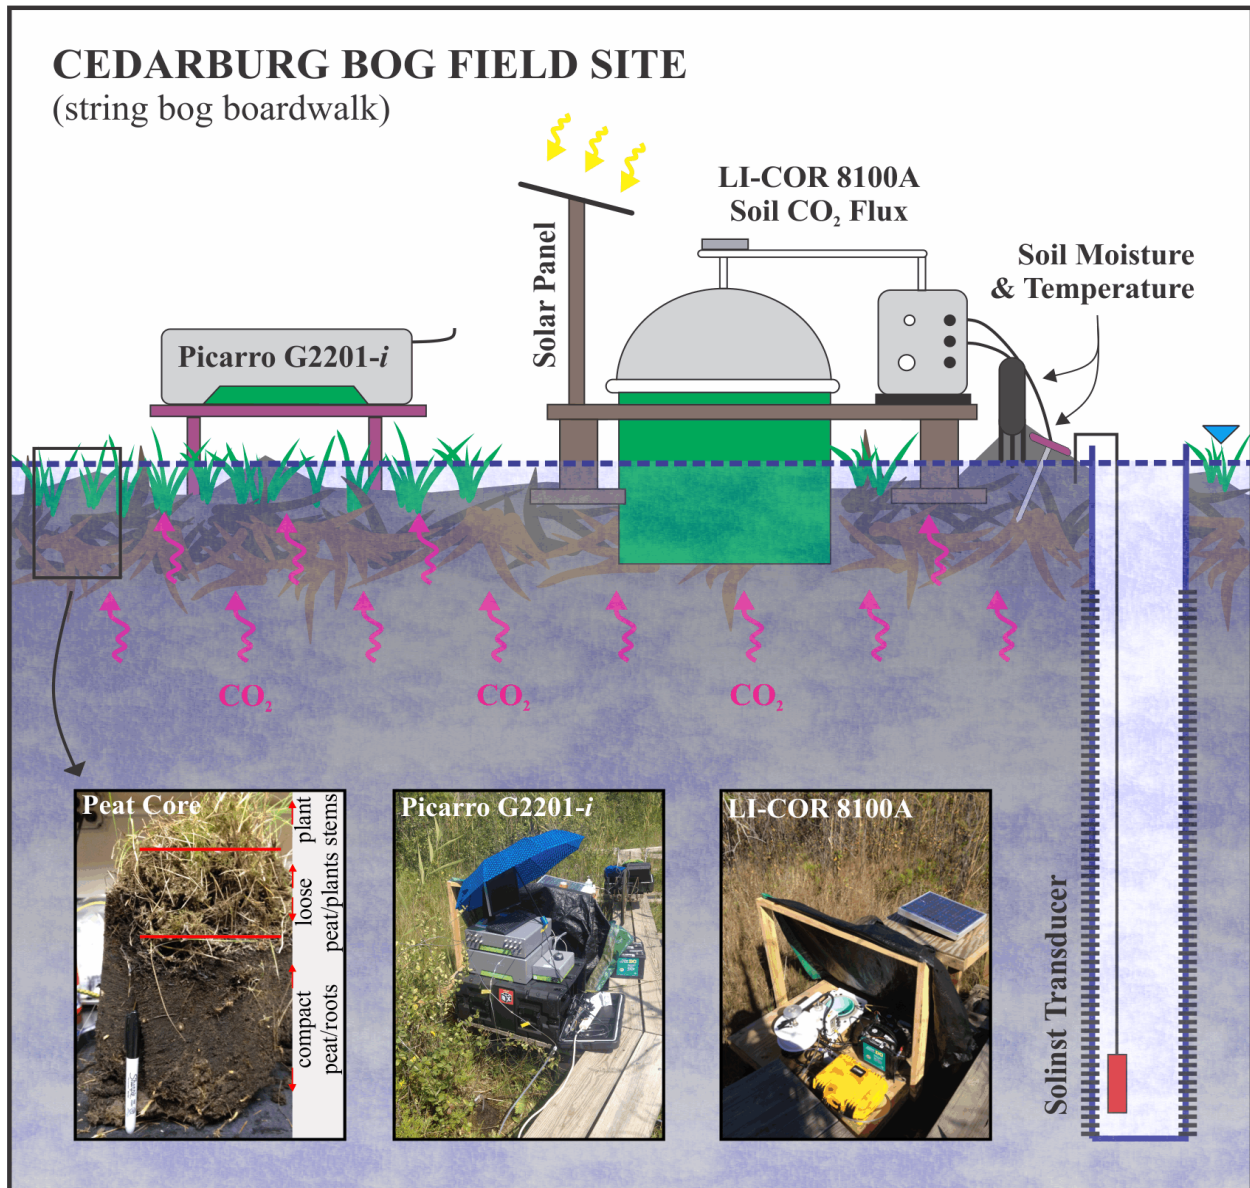 CEDARBURG BOG FIELD SITE
(string bog boardwalk)
LI-COR 8100A
Soil CO₂ Flux
Soil Moisture
& Temperature
Solar Panel
Picarro G2201-i
CO₂
CO₂
CO₂
Peat Core
plant stems
loose
peat/plants
compact
peat/roots
Sharpie
Picarro G2201-i
LI-COR 8100A
Solinst Transducer